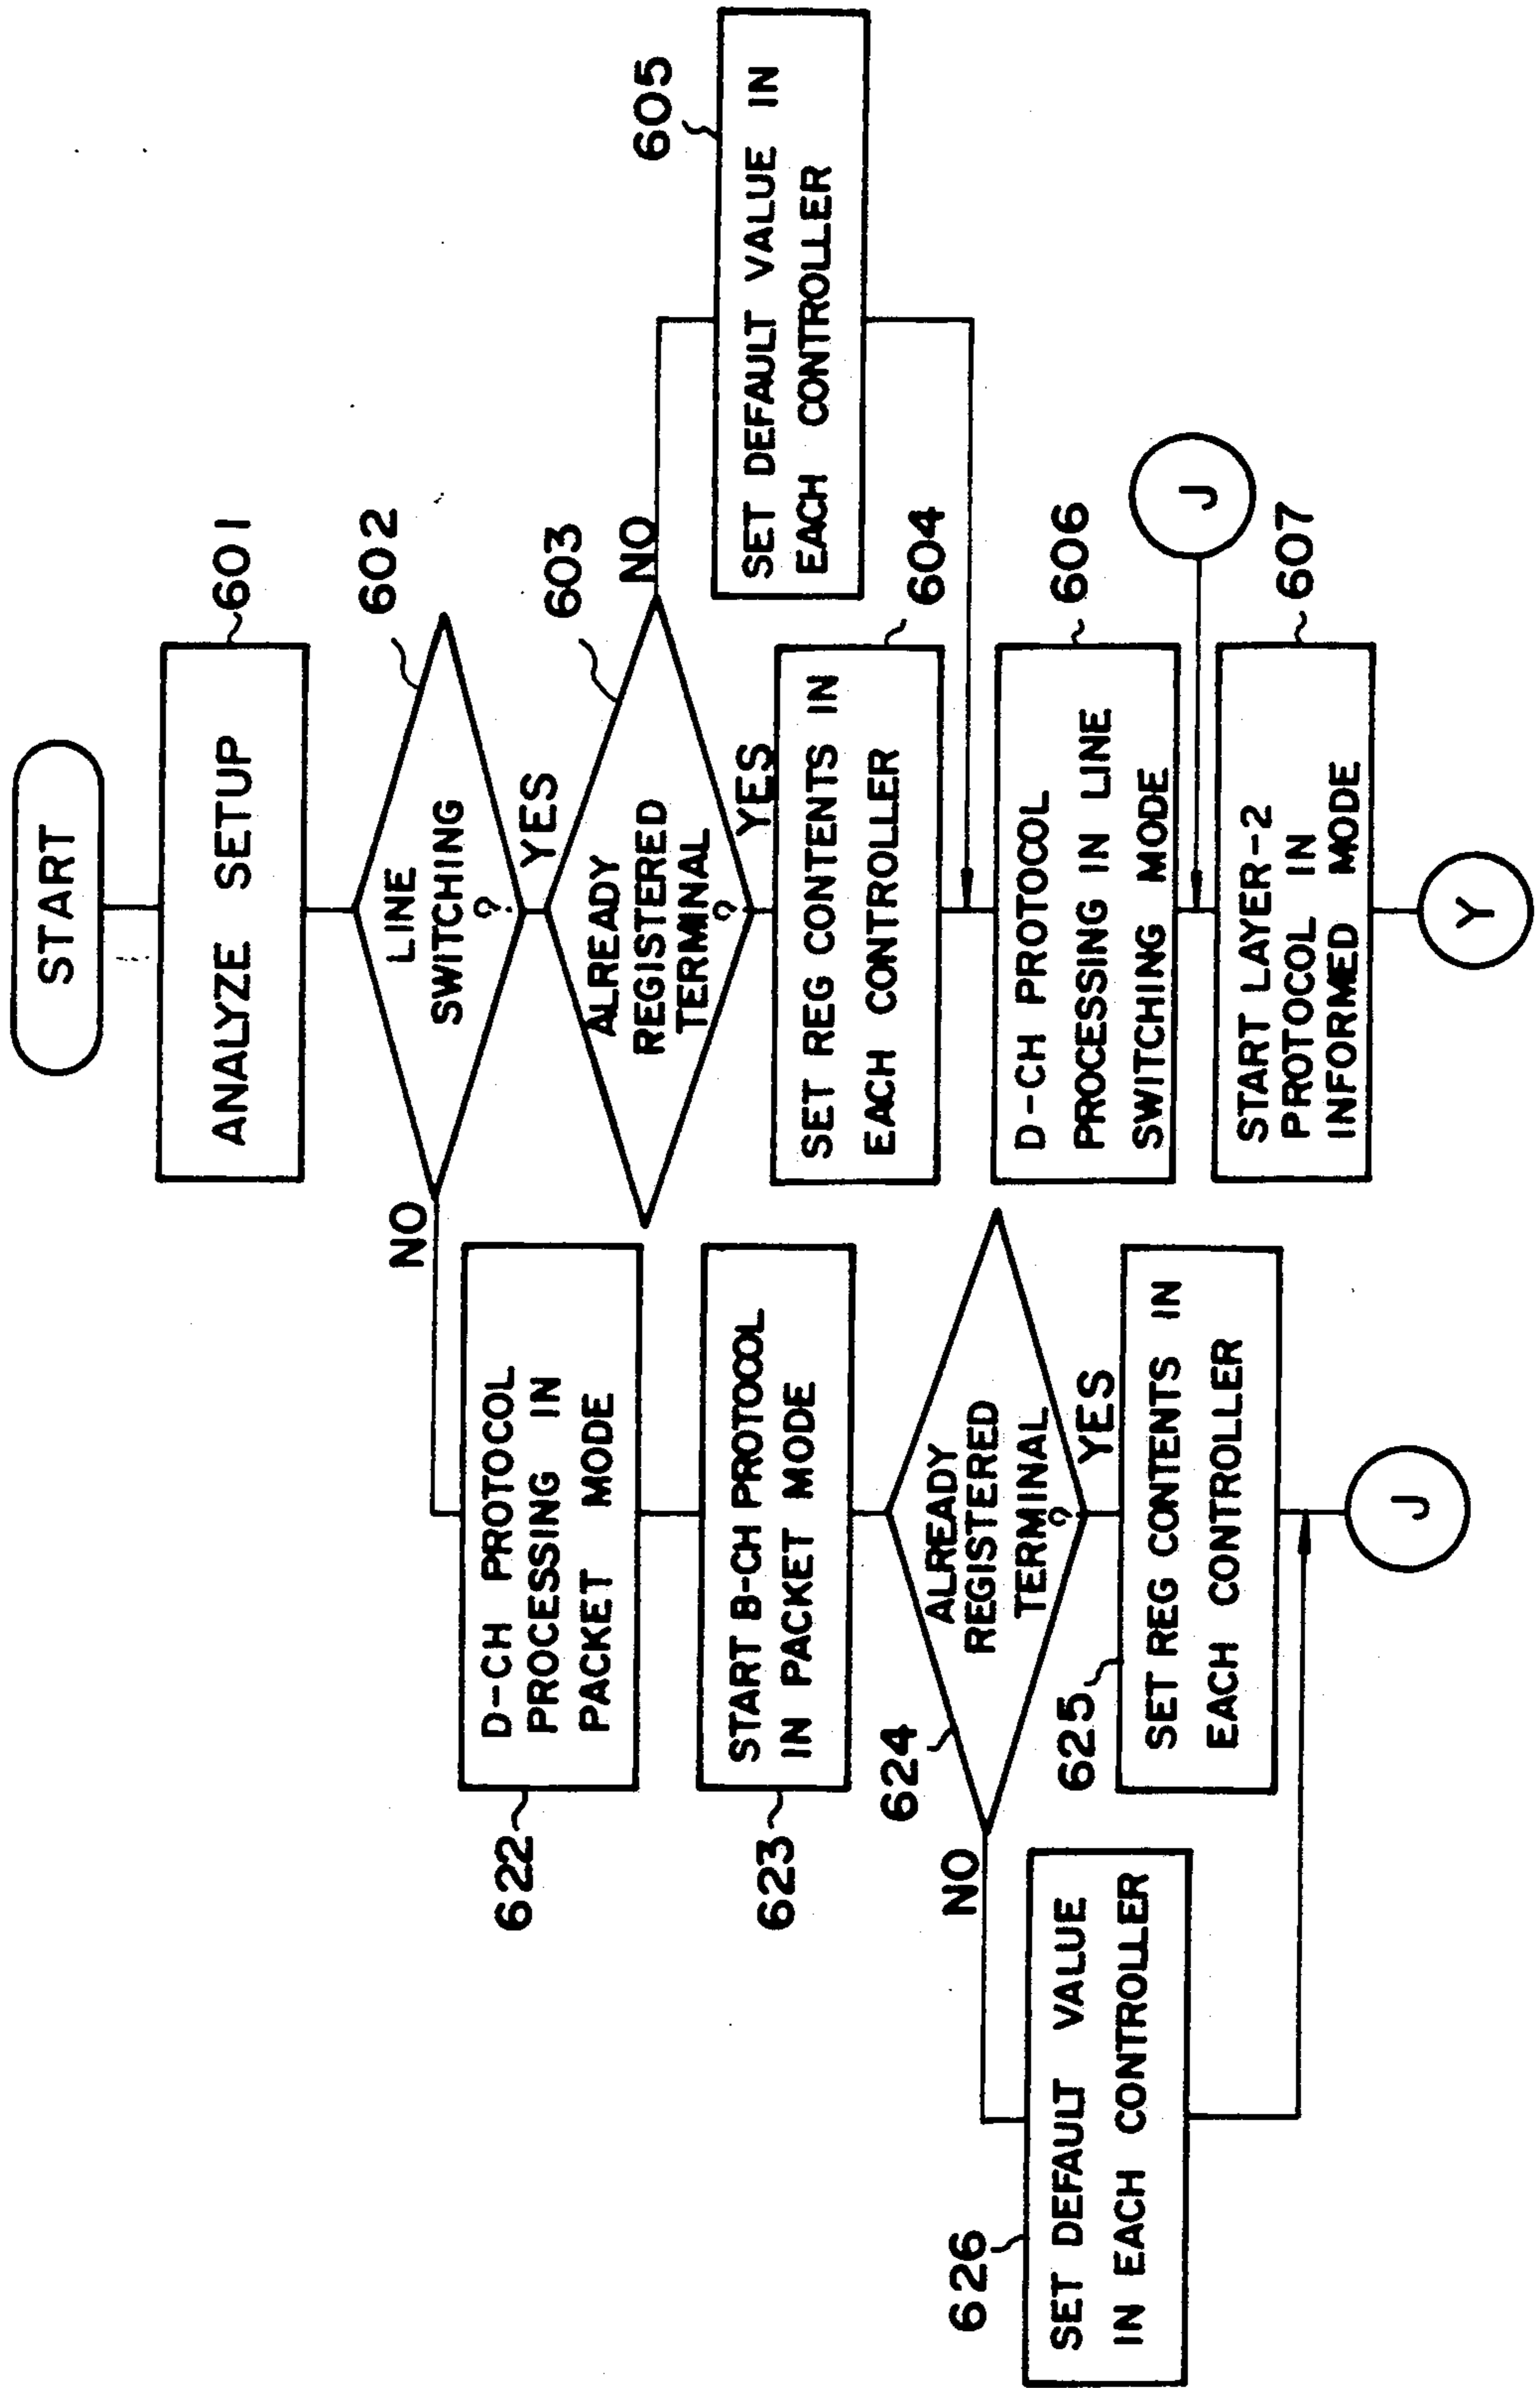 START
ANALYZE SETUP
601
LINE
SWITCHING
?
602
NO
YES
ALREADY
REGISTERED
TERMINAL
?
603
NO
YES
SET DEFAULT VALUE IN
EACH CONTROLLER
605
SET REG CONTENTS IN
EACH CONTROLLER
604
D-CH PROTOCOL
PROCESSING IN LINE
SWITCHING MODE
606
J
START LAYER-2
PROTOCOL IN
INFORMED MODE
607
Y
D-CH PROTOCOL
PROCESSING IN
PACKET MODE
622
START B-CH PROTOCOL
IN PACKET MODE
623
ALREADY
REGISTERED
TERMINAL
?
624
NO
YES
SET REG CONTENTS IN
EACH CONTROLLER
625
SET DEFAULT VALUE
IN EACH CONTROLLER
626
J